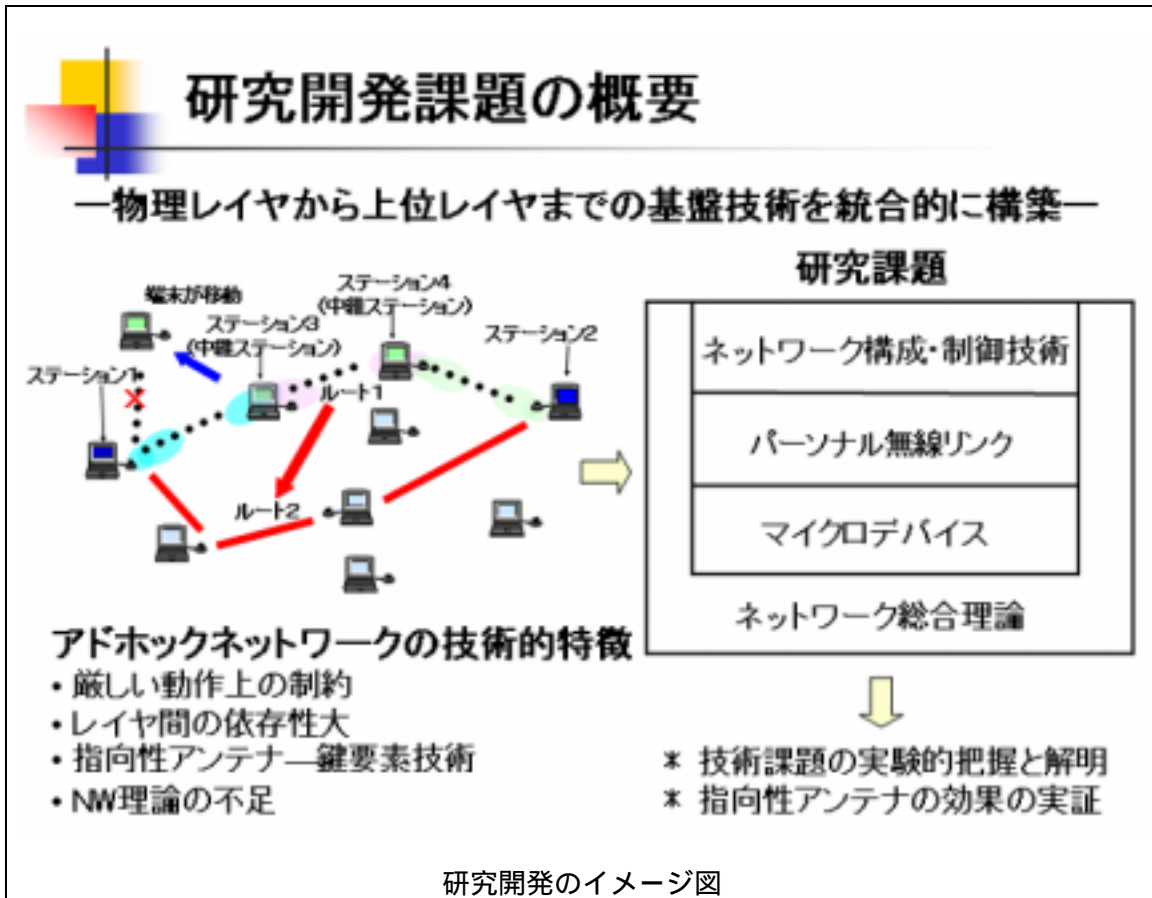 研究開発課題の概要
―物理レイヤから上位レイヤまでの基盤技術を統合的に構築―
端末が移動
ステーション4
(中継ステーション)
ステーション3
(中継ステーション)
ステーション2
ステーション1
×
ルート1
ルート2
研究課題
ネットワーク構成・制御技術
パーソナル無線リンク
マイクロデバイス
ネットワーク総合理論
アドホックネットワークの技術的特徴
・厳しい動作上の制約
・レイヤ間の依存性大
・指向性アンテナ―鍵要素技術
・NW理論の不足
* 技術課題の実験的把握と解明
* 指向性アンテナの効果の実証
研究開発のイメージ図